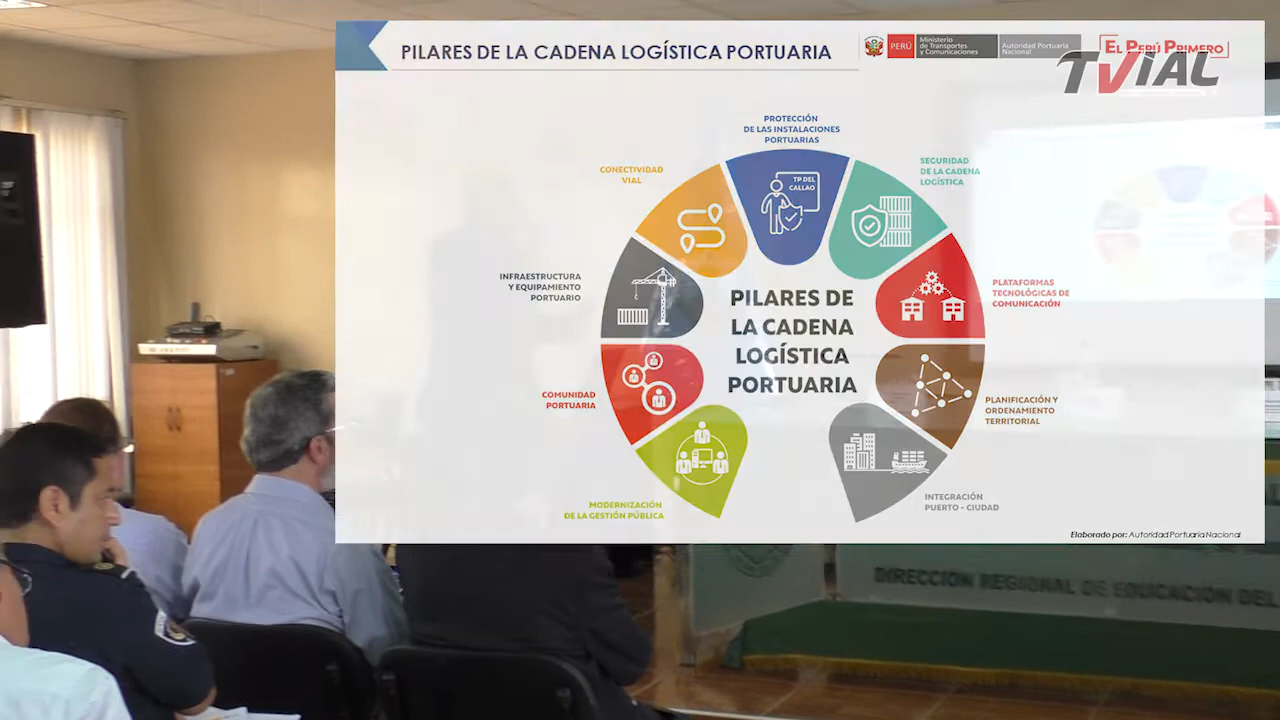 PILARES DE LA CADENA LOGÍSTICA PORTUARIA
PERÚ
Ministerio
de Transportes
y Comunicaciones
Autoridad Portuaria
Nacional
EL PERÚ PRIMERO
TVIAL
PROTECCIÓN
DE LAS INSTALACIONES
PORTUARIAS
CONECTIVIDAD
VIAL
SEGURIDAD
DE LA CADENA
LOGÍSTICA
TP DEL
CALLAO
INFRAESTRUCTURA
Y EQUIPAMIENTO
PORTUARIO
PLATAFORMAS
TECNOLÓGICAS DE
COMUNICACIÓN
PILARES DE
LA CADENA
LOGÍSTICA
PORTUARIA
COMUNIDAD
PORTUARIA
PLANIFICACIÓN Y
ORDENAMIENTO
TERRITORIAL
MODERNIZACIÓN
DE LA GESTIÓN PÚBLICA
INTEGRACIÓN
PUERTO - CIUDAD
Elaborado por: Autoridad Portuaria Nacional
DIRECCIÓN REGIONAL DE EDUCACIÓN DEL